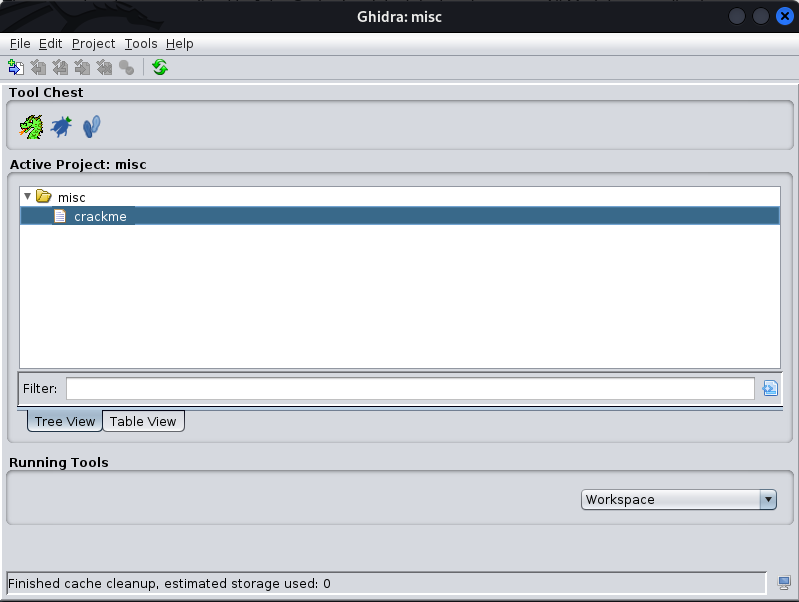 Ghidra: misc
File Edit Project Tools Help
Tool Chest
Active Project: misc
misc
crackme
Filter:
Tree View Table View
Running Tools
Workspace
Finished cache cleanup, estimated storage used: 0